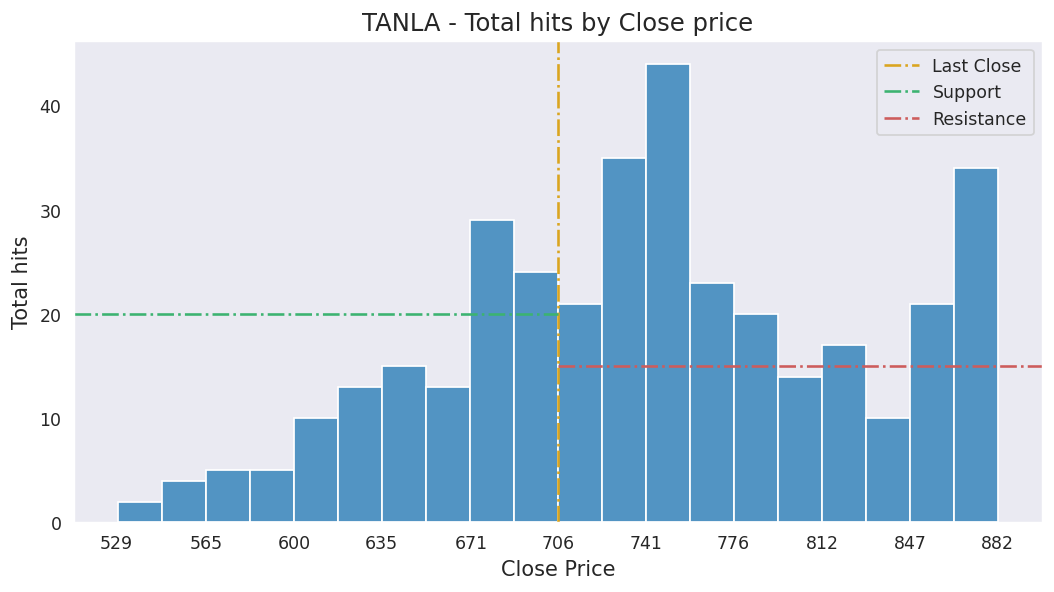 TANLA - Total hits by Close price
Last Close
Support
Resistance
Total hits
40
30
20
10
0
529 565 600 635 671 706 741 776 812 847 882
Close Price